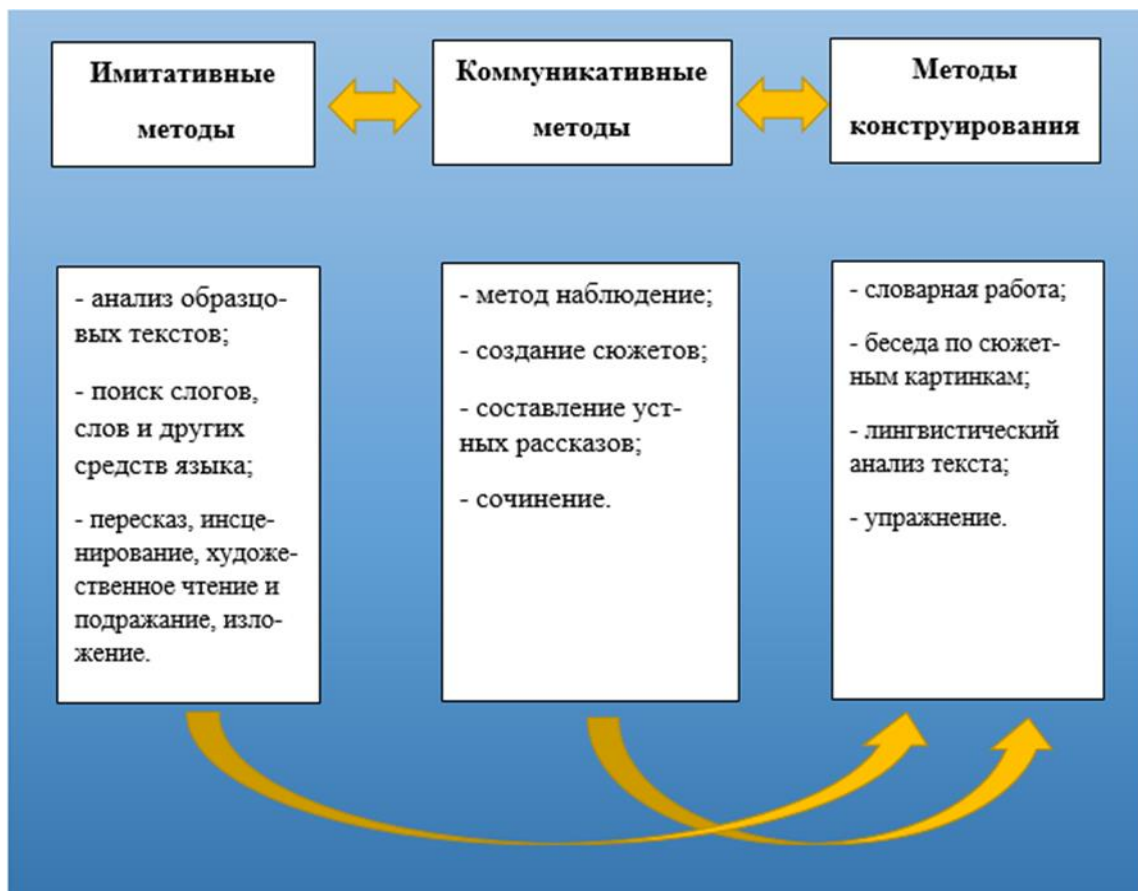 Имитативные
методы
Коммуникативные
методы
Методы
конструирования
- анализ образцо-
вых текстов;
- поиск слогов,
слов и других
средств языка;
- пересказ, инсце-
нирование, художе-
ственное чтение и
подражание, изло-
жение.
- метод наблюдение;
- создание сюжетов;
- составление уст-
ных рассказов;
- сочинение.
- словарная работа;
- беседа по сюжет-
ным картинкам;
- лингвистический
анализ текста;
- упражнение.